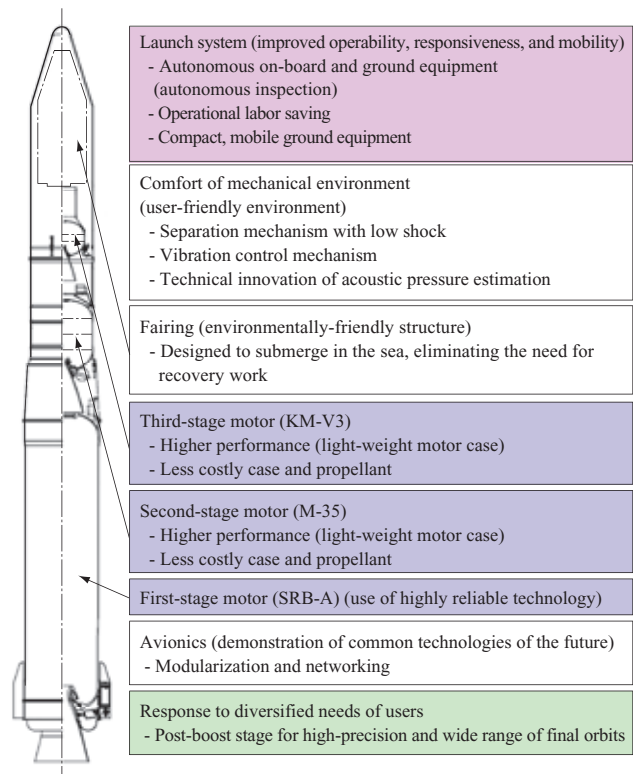 Launch system (improved operability, responsiveness, and mobility)
- Autonomous on-board and ground equipment
(autonomous inspection)
- Operational labor saving
- Compact, mobile ground equipment
Comfort of mechanical environment
(user-friendly environment)
- Separation mechanism with low shock
- Vibration control mechanism
- Technical innovation of acoustic pressure estimation
Fairing (environmentally-friendly structure)
- Designed to submerge in the sea, eliminating the need for
recovery work
Third-stage motor (KM-V3)
- Higher performance (light-weight motor case)
- Less costly case and propellant
Second-stage motor (M-35)
- Higher performance (light-weight motor case)
- Less costly case and propellant
First-stage motor (SRB-A) (use of highly reliable technology)
Avionics (demonstration of common technologies of the future)
- Modularization and networking
Response to diversified needs of users
- Post-boost stage for high-precision and wide range of final orbits